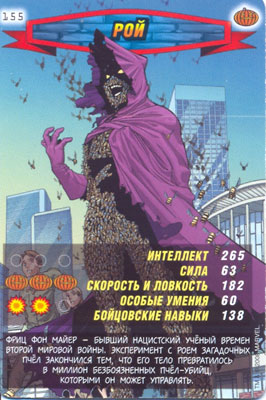 155
РОЙ
ИНТЕЛЛЕКТ 265
СИЛА 63
СКОРОСТЬ И ЛОВКОСТЬ 182
ОСОБЫЕ УМЕНИЯ 60
БОЙЦОВСКИЕ НАВЫКИ 138
ФРИЦ ФОН МАЙЕР – БЫВШИЙ НАЦИСТСКИЙ УЧЁНЫЙ ВРЕМЕН
ВТОРОЙ МИРОВОЙ ВОЙНЫ. ЭКСПЕРИМЕНТ С РОЕМ ЗАГАДОЧНЫХ
ПЧЁЛ ЗАКОНЧИЛСЯ ТЕМ, ЧТО ЕГО ТЕЛО ПРЕВРАТИЛОСЬ
В МИЛЛИОН БЕЗБОЯЗНЕННЫХ ПЧЁЛ-УБИЙЦ,
КОТОРЫМИ ОН МОЖЕТ УПРАВЛЯТЬ.